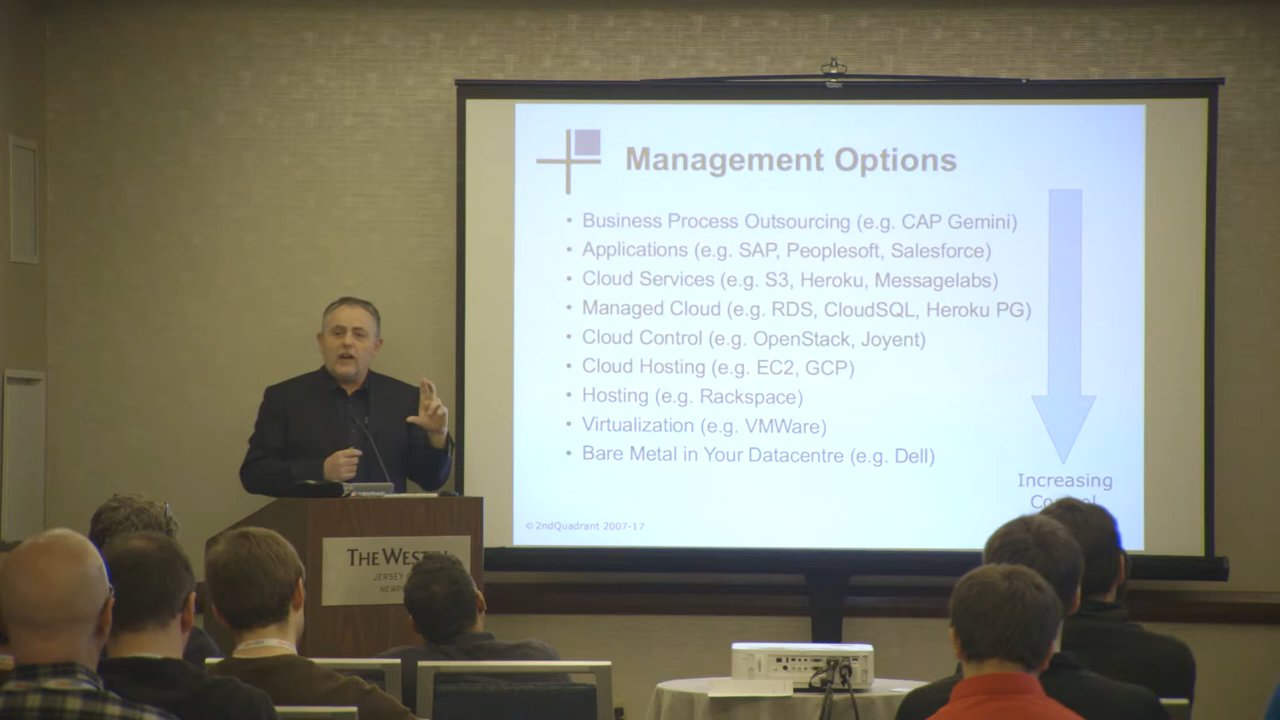 Management Options
• Business Process Outsourcing (e.g. CAP Gemini)
• Applications (e.g. SAP, Peoplesoft, Salesforce)
• Cloud Services (e.g. S3, Heroku, Messagelabs)
• Managed Cloud (e.g. RDS, CloudSQL, Heroku PG)
• Cloud Control (e.g. OpenStack, Joyent)
• Cloud Hosting (e.g. EC2, GCP)
• Hosting (e.g. Rackspace)
• Virtualization (e.g. VMWare)
• Bare Metal in Your Datacentre (e.g. Dell)
Increasing
Control
© 2ndQuadrant 2007-17
THE WESTIN
JERSEY